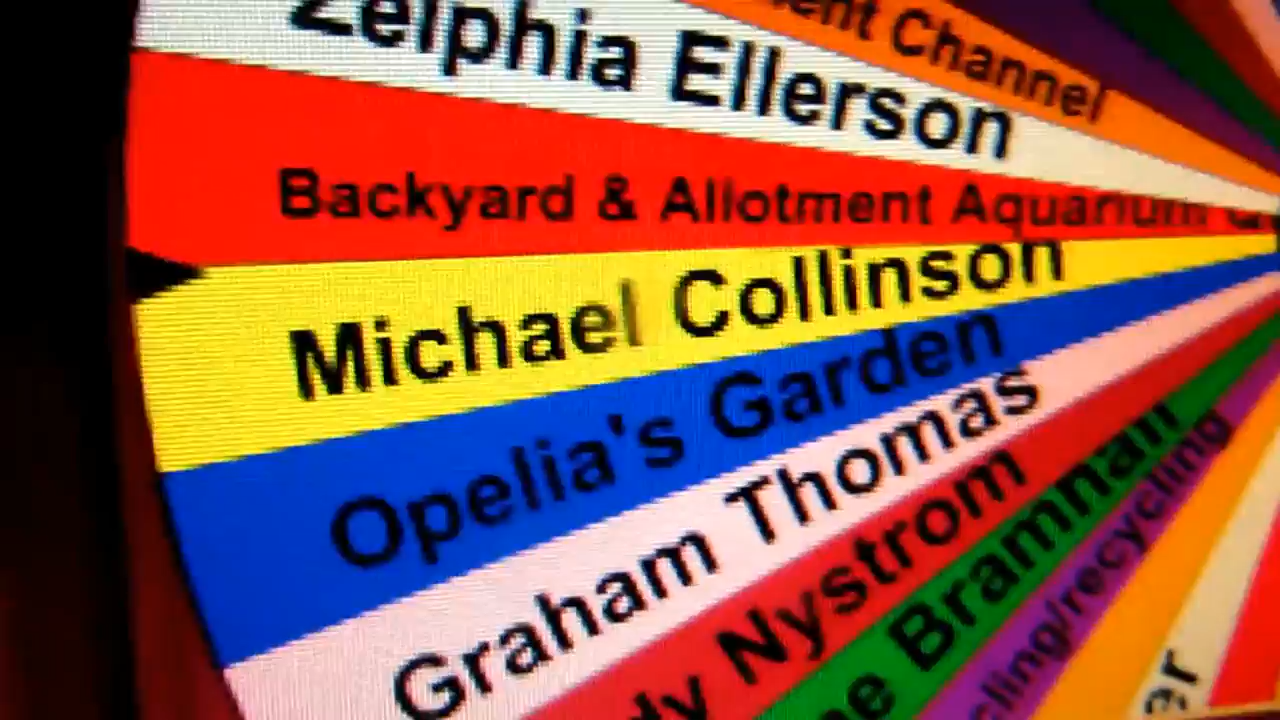 Channel
Zelphia Ellerson
Backyard & Allotment Aquarium
Michael Collinson
Opelia's Garden
Graham Thomas
Nystrom
Bramhall